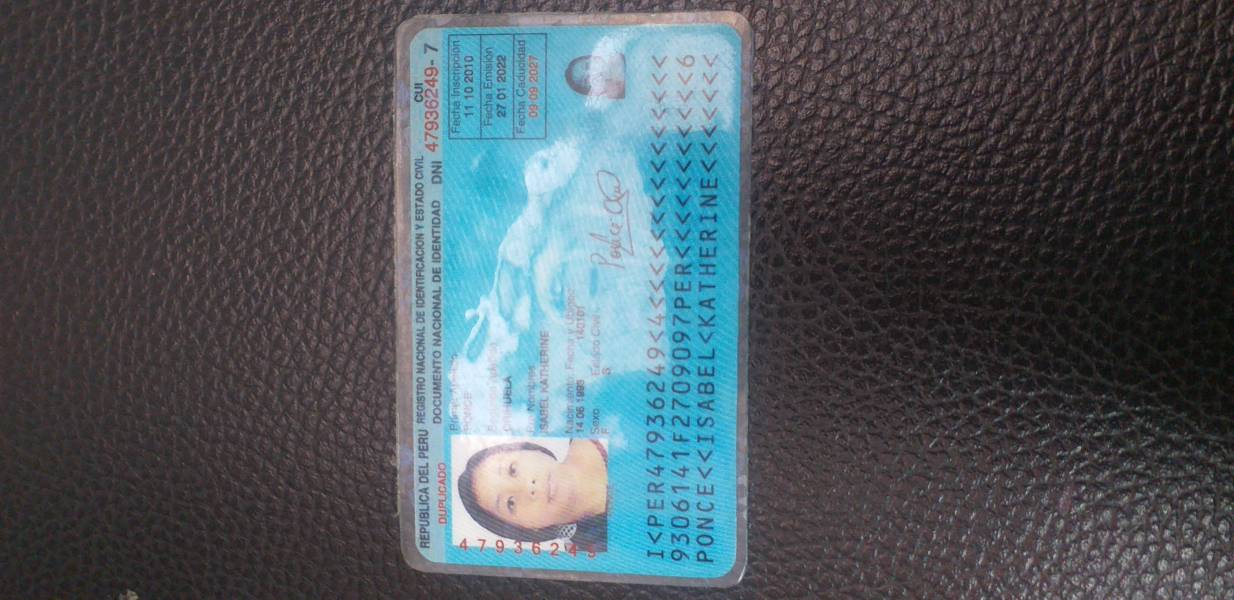 REPUBLICA DEL PERU REGISTRO NACIONAL DE IDENTIFICACION Y ESTADO CIVIL
CUI
DUPLICADO
DOCUMENTO NACIONAL DE IDENTIDAD DNI 47936249-7
Fecha Inscripción
11 10 2010
Fecha Emisión
27 01 2022
Fecha Caducidad
09 09 2027
PONCE
ISABEL KATHERINE
14 06 1993
140101
Sexo
F
Estado Civil
S
4793624
I<PER47936249<4<<<<<<<<<<<<<<<
9306141F2709097PER<<<<<<<<<<<6
PONCE<<ISABEL<KATHERINE<<<<<<<